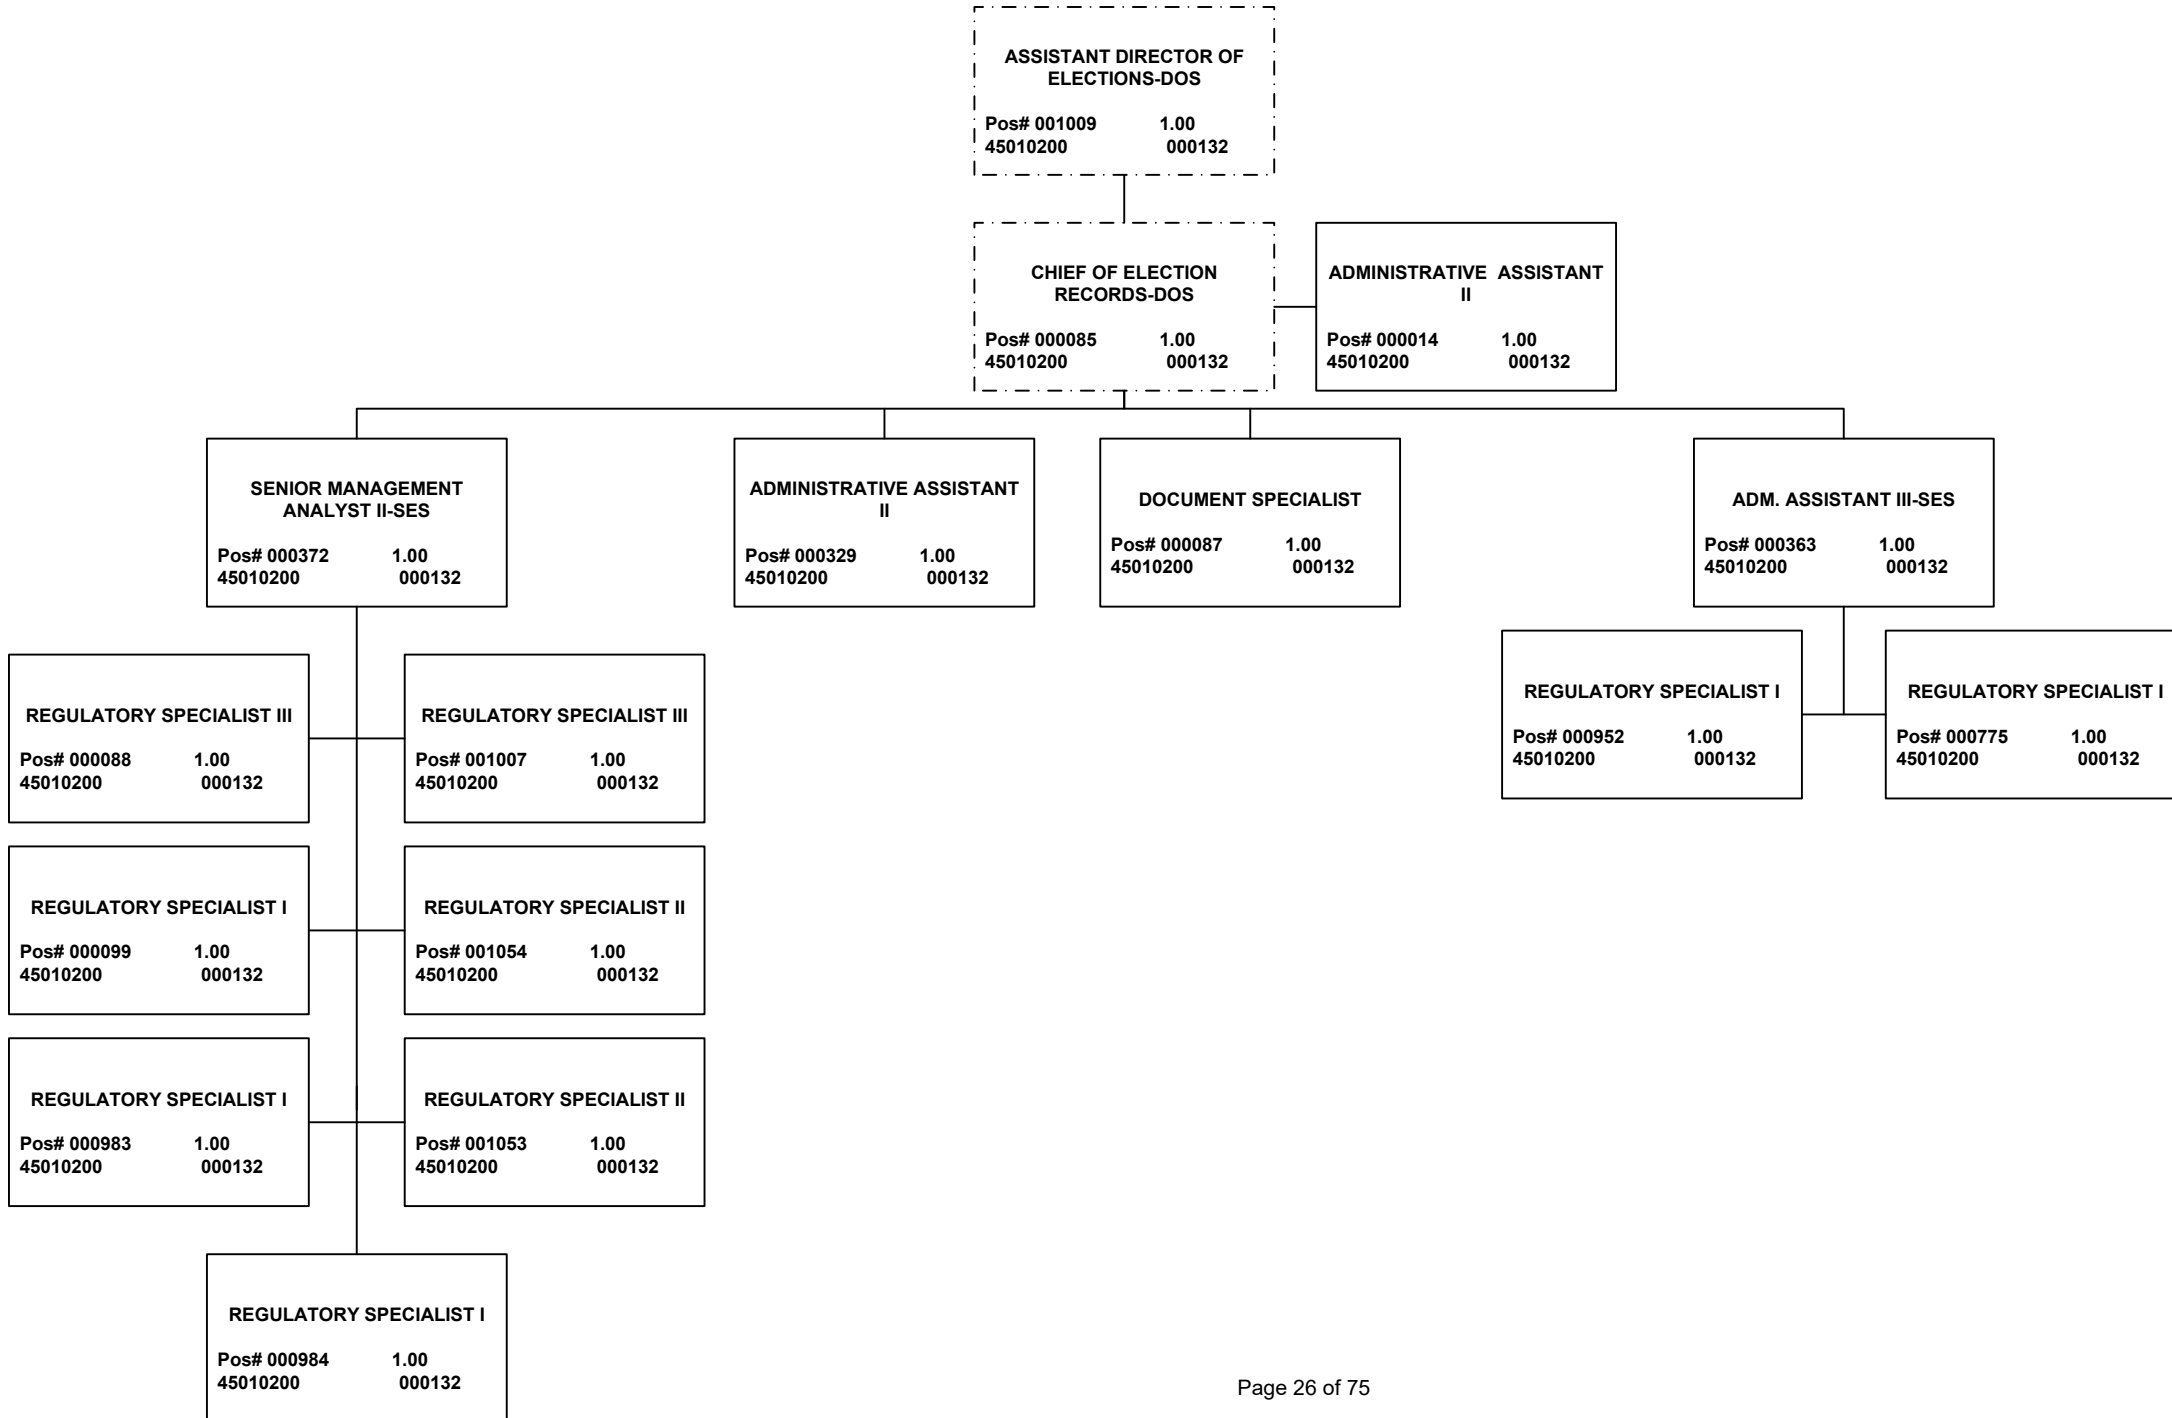 ASSISTANT DIRECTOR OF
ELECTIONS-DOS
Pos# 001009 1.00
45010200 000132
CHIEF OF ELECTION
RECORDS-DOS
Pos# 000085 1.00
45010200 000132
ADMINISTRATIVE ASSISTANT
II
Pos# 000014 1.00
45010200 000132
SENIOR MANAGEMENT
ANALYST II-SES
Pos# 000372 1.00
45010200 000132
ADMINISTRATIVE ASSISTANT
II
Pos# 000329 1.00
45010200 000132
DOCUMENT SPECIALIST
Pos# 000087 1.00
45010200 000132
ADM. ASSISTANT III-SES
Pos# 000363 1.00
45010200 000132
REGULATORY SPECIALIST III
Pos# 000088 1.00
45010200 000132
REGULATORY SPECIALIST III
Pos# 001007 1.00
45010200 000132
REGULATORY SPECIALIST I
Pos# 000952 1.00
45010200 000132
REGULATORY SPECIALIST I
Pos# 000775 1.00
45010200 000132
REGULATORY SPECIALIST I
Pos# 000099 1.00
45010200 000132
REGULATORY SPECIALIST II
Pos# 001054 1.00
45010200 000132
REGULATORY SPECIALIST I
Pos# 000983 1.00
45010200 000132
REGULATORY SPECIALIST II
Pos# 001053 1.00
45010200 000132
REGULATORY SPECIALIST I
Pos# 000984 1.00
45010200 000132
Page 26 of 75